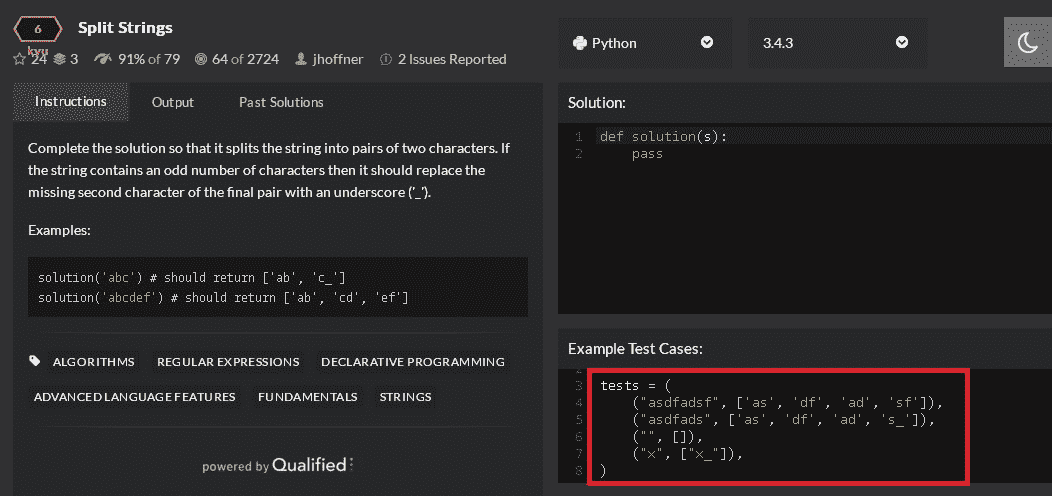 6 kyu Split Strings
24 3 91% of 79 64 of 2724 jhoffner 2 Issues Reported
Instructions Output Past Solutions
Complete the solution so that it splits the string into pairs of two characters. If
the string contains an odd number of characters then it should replace the
missing second character of the final pair with an underscore ('_').
Examples:
solution('abc') # should return ['ab', 'c_']
solution('abcdef') # should return ['ab', 'cd', 'ef']
ALGORITHMS REGULAR EXPRESSIONS DECLARATIVE PROGRAMMING
ADVANCED LANGUAGE FEATURES FUNDAMENTALS STRINGS
powered by Qualified
Python 3.4.3
Solution:
1 def solution(s):
2 pass
Example Test Cases:
2
3 tests = (
4 ("asdfadsf", ['as', 'df', 'ad', 'sf']),
5 ("asdfads", ['as', 'df', 'ad', 's_']),
6 ("", []),
7 ("x", ["x_"]),
8 )